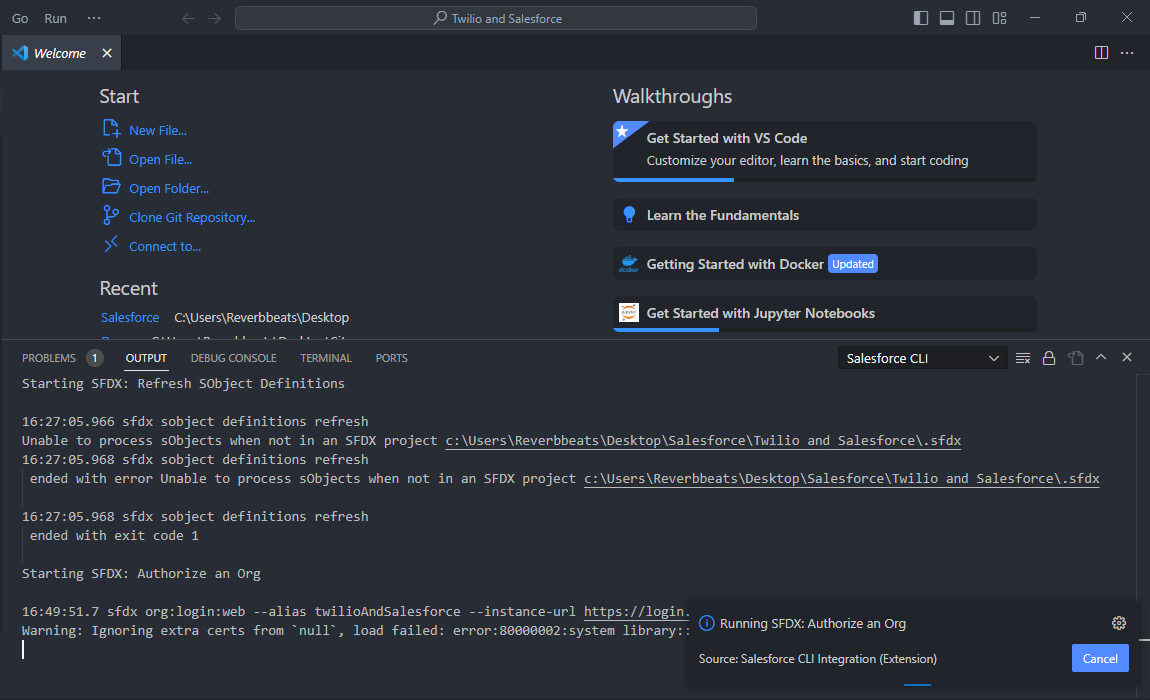 Go Run ···
Twilio and Salesforce
Welcome
Start
New File...
Open File...
Open Folder...
Clone Git Repository...
Connect to...
Recent
Salesforce C:\Users\Reverbbeats\Desktop
Walkthroughs
Get Started with VS Code
Customize your editor, learn the basics, and start coding
Learn the Fundamentals
docker
Getting Started with Docker Updated
jupyter
Get Started with Jupyter Notebooks
PROBLEMS 1 OUTPUT DEBUG CONSOLE TERMINAL PORTS Salesforce CLI
Starting SFDX: Refresh SObject Definitions
16:27:05.966 sfdx sobject definitions refresh
Unable to process sObjects when not in an SFDX project c:\Users\Reverbbeats\Desktop\Salesforce\Twilio and Salesforce\.sfdx
16:27:05.968 sfdx sobject definitions refresh
ended with error Unable to process sObjects when not in an SFDX project c:\Users\Reverbbeats\Desktop\Salesforce\Twilio and Salesforce\.sfdx
16:27:05.968 sfdx sobject definitions refresh
ended with exit code 1
Starting SFDX: Authorize an Org
16:49:51.7 sfdx org:login:web --alias twilioAndSalesforce --instance-url https://login.
Warning: Ignoring extra certs from `null`, load failed: error:80000002:system library::
Running SFDX: Authorize an Org
Source: Salesforce CLI Integration (Extension)
Cancel